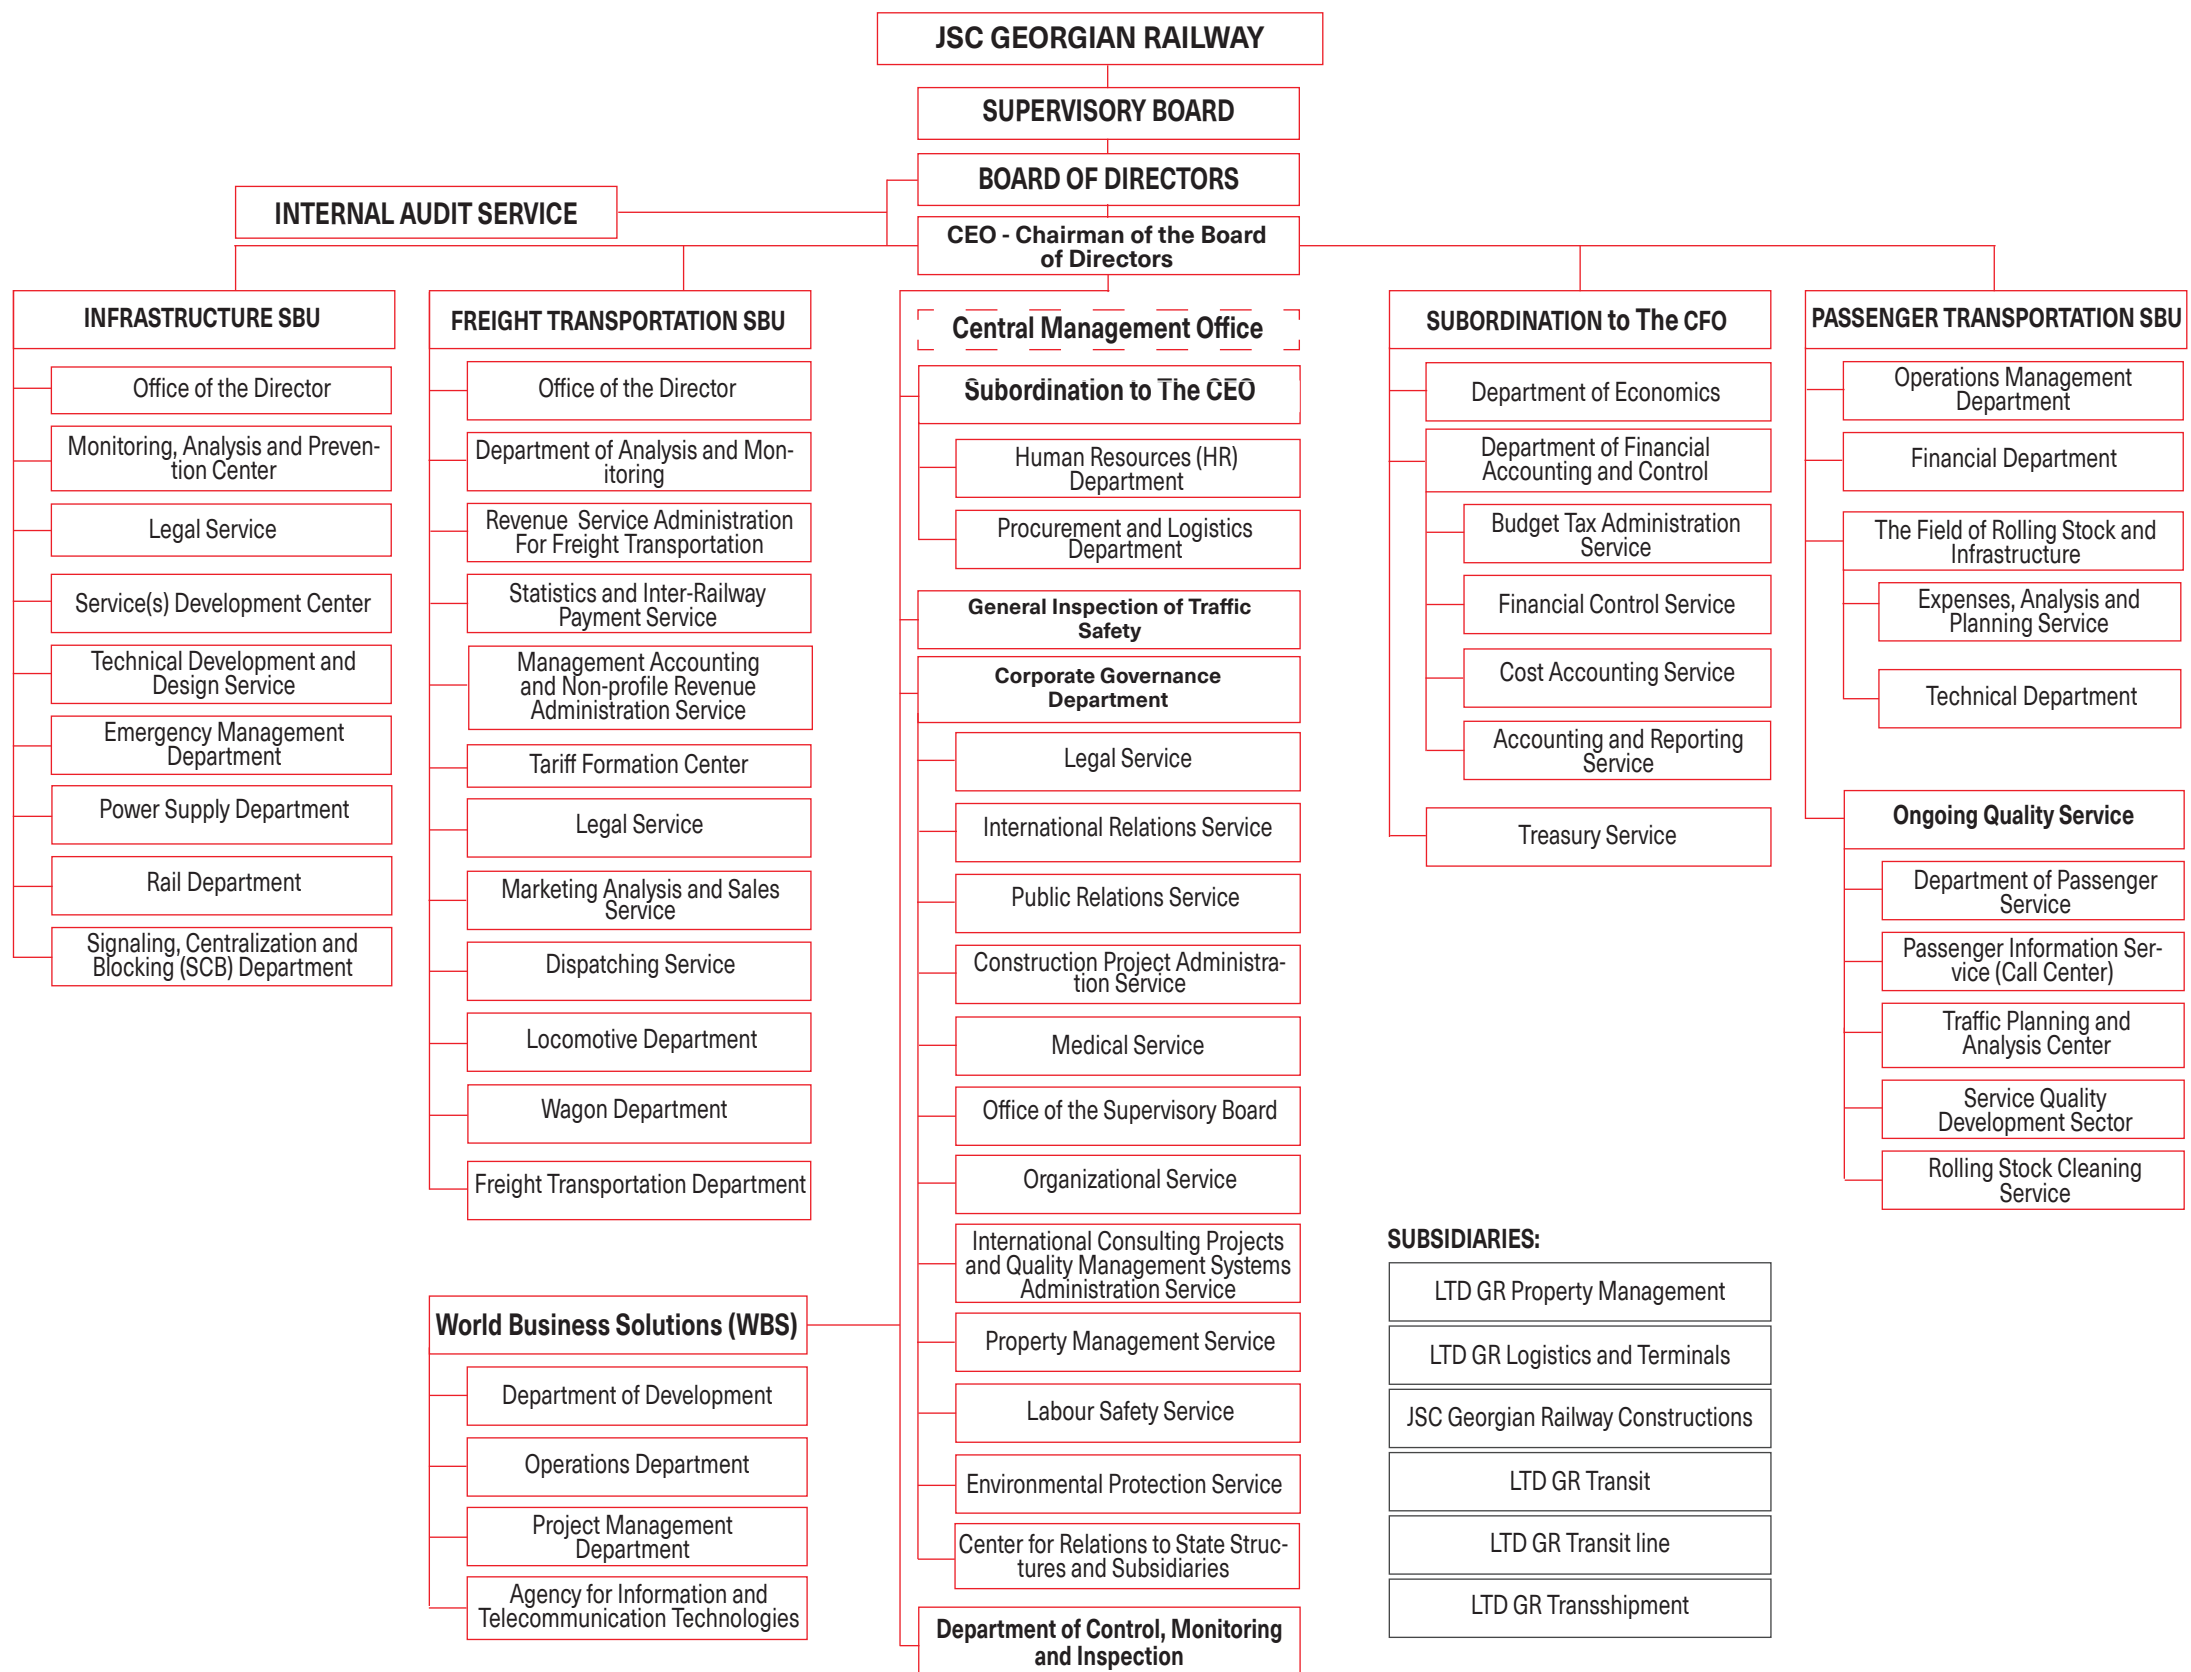 JSC GEORGIAN RAILWAY
SUPERVISORY BOARD
BOARD OF DIRECTORS
INTERNAL AUDIT SERVICE
CEO - Chairman of the Board
of Directors
INFRASTRUCTURE SBU
Office of the Director
Monitoring, Analysis and Preven-
tion Center
Legal Service
Service(s) Development Center
Technical Development and
Design Service
Emergency Management
Department
Power Supply Department
Rail Department
Signaling, Centralization and
Blocking (SCB) Department
FREIGHT TRANSPORTATION SBU
Office of the Director
Department of Analysis and Mon-
itoring
Revenue Service Administration
For Freight Transportation
Statistics and Inter-Railway
Payment Service
Management Accounting
and Non-profile Revenue
Administration Service
Tariff Formation Center
Legal Service
Marketing Analysis and Sales
Service
Dispatching Service
Locomotive Department
Wagon Department
Freight Transportation Department
World Business Solutions (WBS)
Department of Development
Operations Department
Project Management
Department
Agency for Information and
Telecommunication Technologies
Central Management Office
Subordination to The CEO
Human Resources (HR)
Department
Procurement and Logistics
Department
General Inspection of Traffic
Safety
Corporate Governance
Department
Legal Service
International Relations Service
Public Relations Service
Construction Project Administra-
tion Service
Medical Service
Office of the Supervisory Board
Organizational Service
International Consulting Projects
and Quality Management Systems
Administration Service
Property Management Service
Labour Safety Service
Environmental Protection Service
Center for Relations to State Struc-
tures and Subsidiaries
Department of Control, Monitoring
and Inspection
SUBORDINATION to The CFO
Department of Economics
Department of Financial
Accounting and Control
Budget Tax Administration
Service
Financial Control Service
Cost Accounting Service
Accounting and Reporting
Service
Treasury Service
PASSENGER TRANSPORTATION SBU
Operations Management
Department
Financial Department
The Field of Rolling Stock and
Infrastructure
Expenses, Analysis and
Planning Service
Technical Department
Ongoing Quality Service
Department of Passenger
Service
Passenger Information Ser-
vice (Call Center)
Traffic Planning and
Analysis Center
Service Quality
Development Sector
Rolling Stock Cleaning
Service
SUBSIDIARIES:
LTD GR Property Management
LTD GR Logistics and Terminals
JSC Georgian Railway Constructions
LTD GR Transit
LTD GR Transit line
LTD GR Transshipment